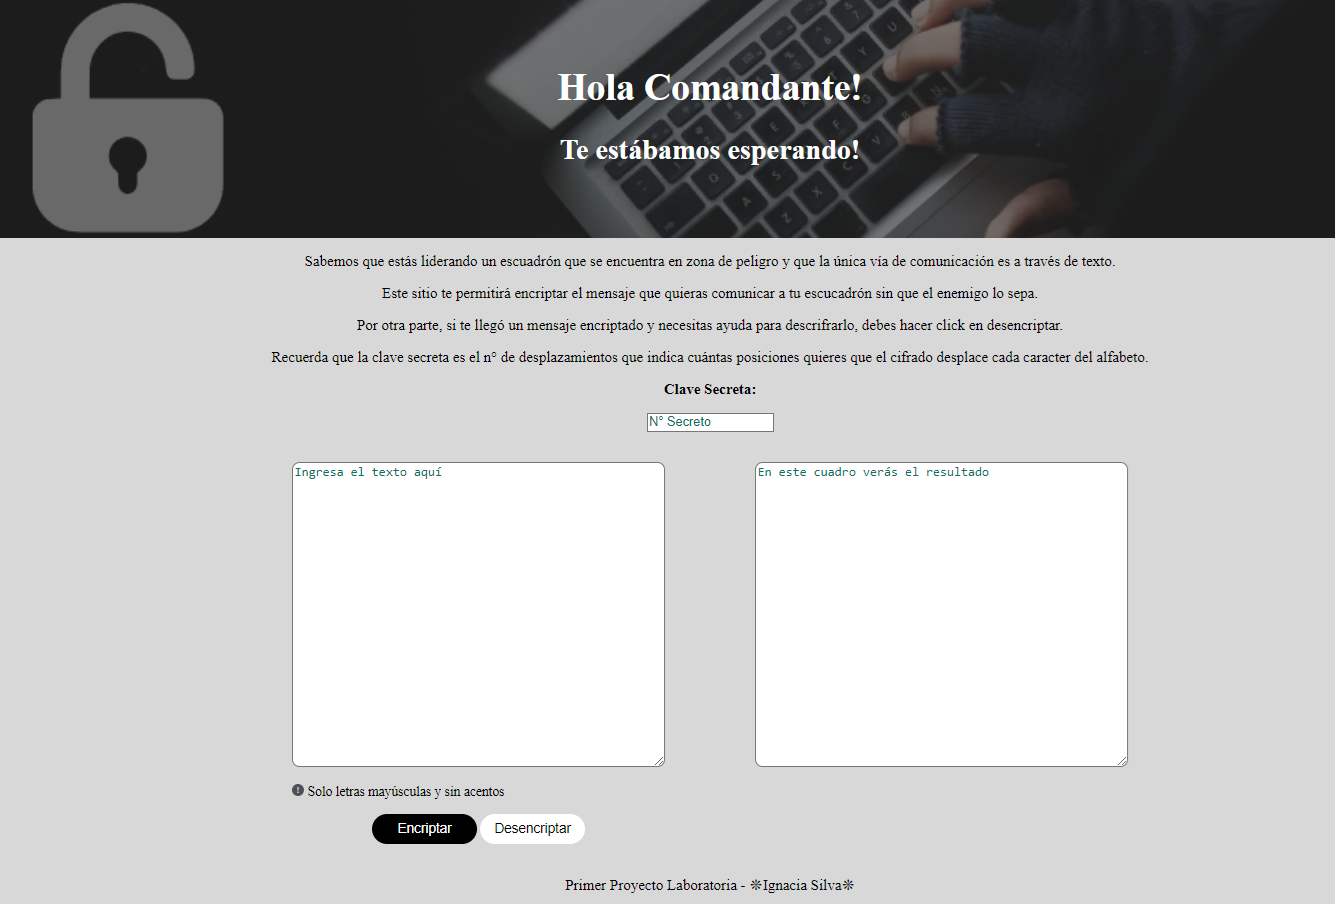 Hola Comandante!
Te estábamos esperando!
Sabemos que estás liderando un escuadrón que se encuentra en zona de peligro y que la única vía de comunicación es a través de texto.
Este sitio te permitirá encriptar el mensaje que quieras comunicar a tu escucadrón sin que el enemigo lo sepa.
Por otra parte, si te llegó un mensaje encriptado y necesitas ayuda para descrifrarlo, debes hacer click en desencriptar.
Recuerda que la clave secreta es el n° de desplazamientos que indica cuántas posiciones quieres que el cifrado desplace cada caracter del alfabeto.
Clave Secreta:
N° Secreto
Ingresa el texto aquí
En este cuadro verás el resultado
Solo letras mayúsculas y sin acentos
Encriptar Desencriptar
Primer Proyecto Laboratoria - ❊Ignacia Silva❊